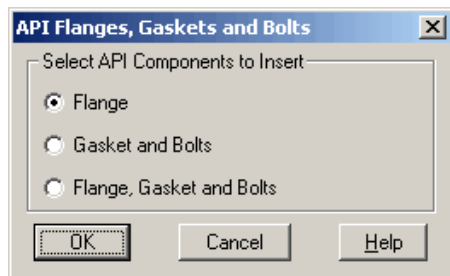 API Flanges, Gaskets and Bolts
Select API Components to Insert
Flange
Gasket and Bolts
Flange, Gasket and Bolts
OK Cancel Help